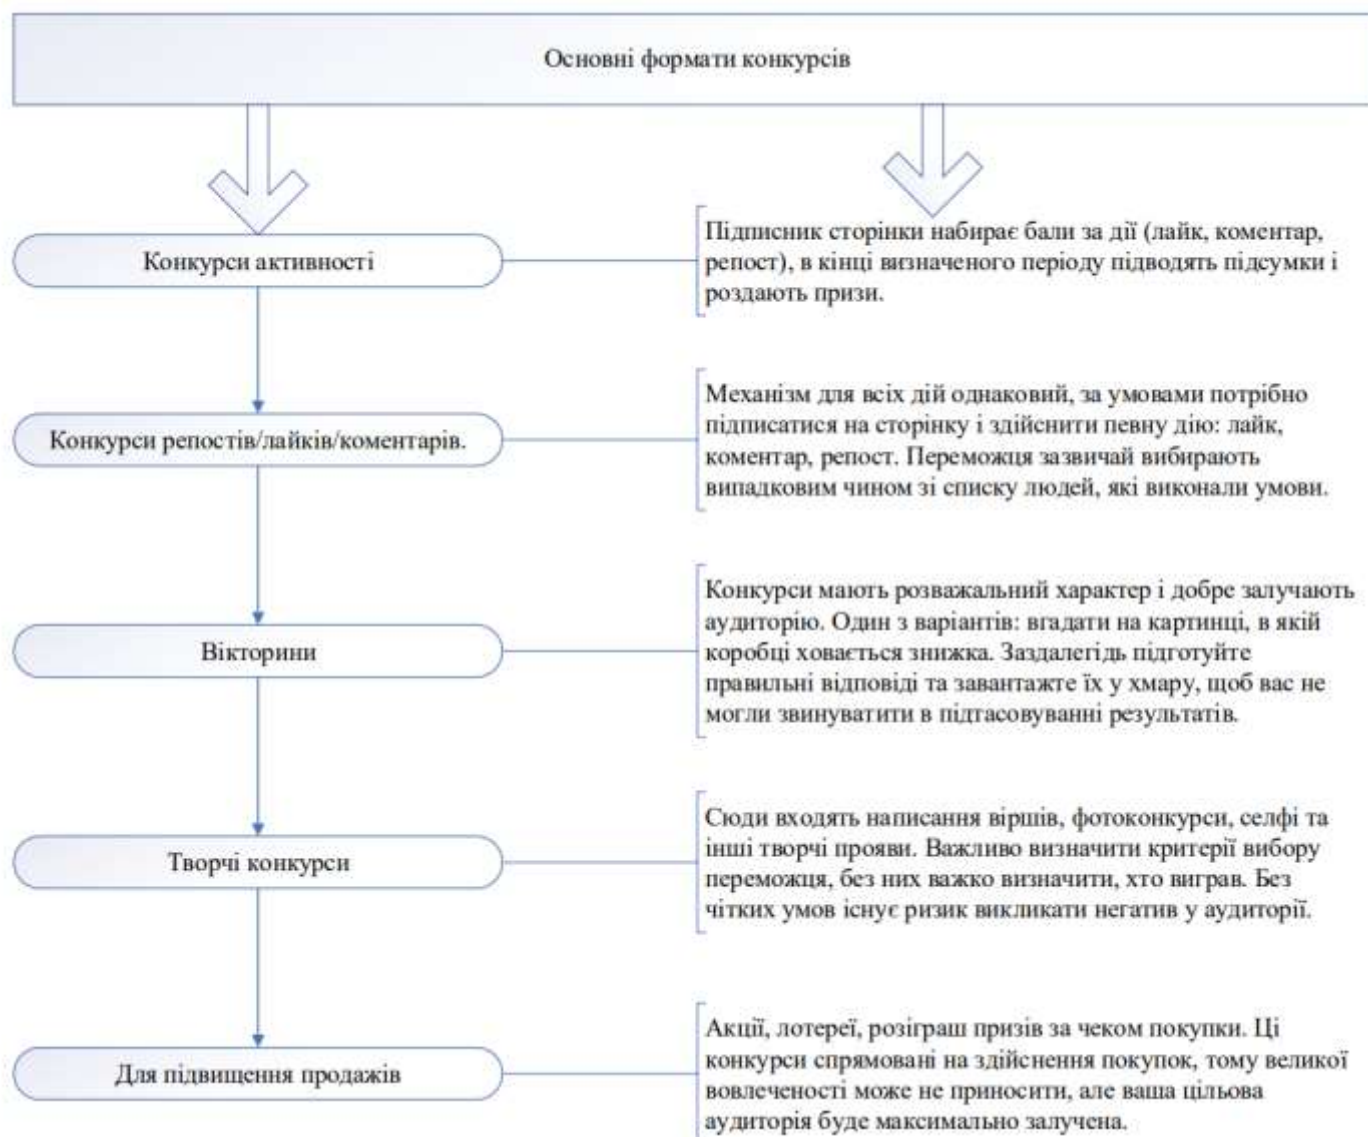 Основні формати конкурсів
Конкурси активності
Підписник сторінки набирає бали за дії (лайк, коментар,
репост), в кінці визначеного періоду підводять підсумки і
роздають призи.
Конкурси репостів/лайків/коментарів.
Механізм для всіх дій однаковий, за умовами потрібно
підписатися на сторінку і здійснити певну дію: лайк,
коментар, репост. Переможця зазвичай вибирають
випадковим чином зі списку людей, які виконали умови.
Вікторини
Конкурси мають розважальний характер і добре залучають
аудиторію. Один з варіантів: вгадати на картинці, в якій
коробці ховається знижка. Заздалегідь підготуйте
правильні відповіді та завантажте їх у хмару, щоб вас не
могли звинуватити в підтасовуванні результатів.
Творчі конкурси
Сюди входять написання віршів, фотоконкурси, селфі та
інші творчі прояви. Важливо визначити критерії вибору
переможця, без них важко визначити, хто виграв. Без
чітких умов існує ризик викликати негатив у аудиторії.
Для підвищення продажів
Акції, лотереї, розіграш призів за чеком покупки. Ці
конкурси спрямовані на здійснення покупок, тому великої
вовлеченості може не приносити, але ваша цільова
аудиторія буде максимально залучена.